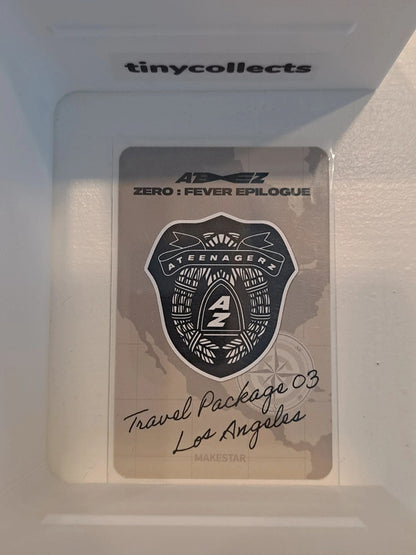 tinycollects
ATEEZ
ZERO : FEVER EPILOGUE
ATEENAGERZ
AZ
Travel Package 03
Los Angeles
MAKESTAR